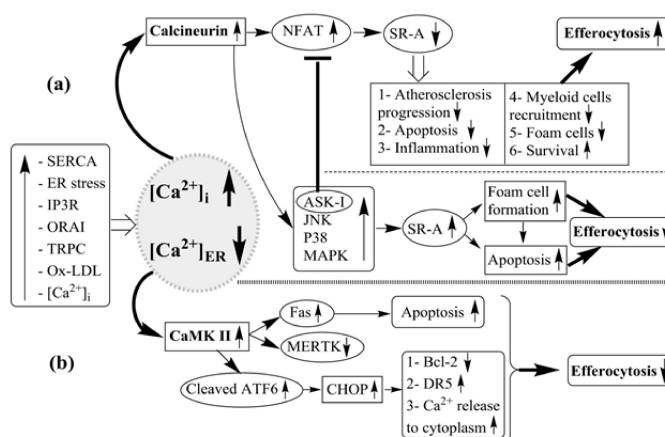 (a)
Calcineurin ↑
NFAT ↑
SR-A ↓
Efferocytosis ↑
1- Atherosclerosis
progression ↓
2- Apoptosis ↓
3- Inflammation ↓
4- Myeloid cells
recruitment ↓
5- Foam cells ↓
6- Survival ↑
- SERCA
- ER stress
- IP3R
- ORAI
- TRPC
- Ox-LDL
- [Ca²⁺]i
[Ca²⁺]i ↑
[Ca²⁺]ER ↓
ASK-I
JNK
P38
MAPK
SR-A ↑
Foam cell
formation ↑
Apoptosis ↑
Efferocytosis ↓
(b)
CaMK II ↑
Fas ↑
Apoptosis ↑
MERTK ↓
Cleaved ATF6 ↑
CHOP ↑
1- Bcl-2 ↓
2- DR5 ↑
3- Ca²⁺ release
to cytoplasm ↑
Efferocytosis ↓